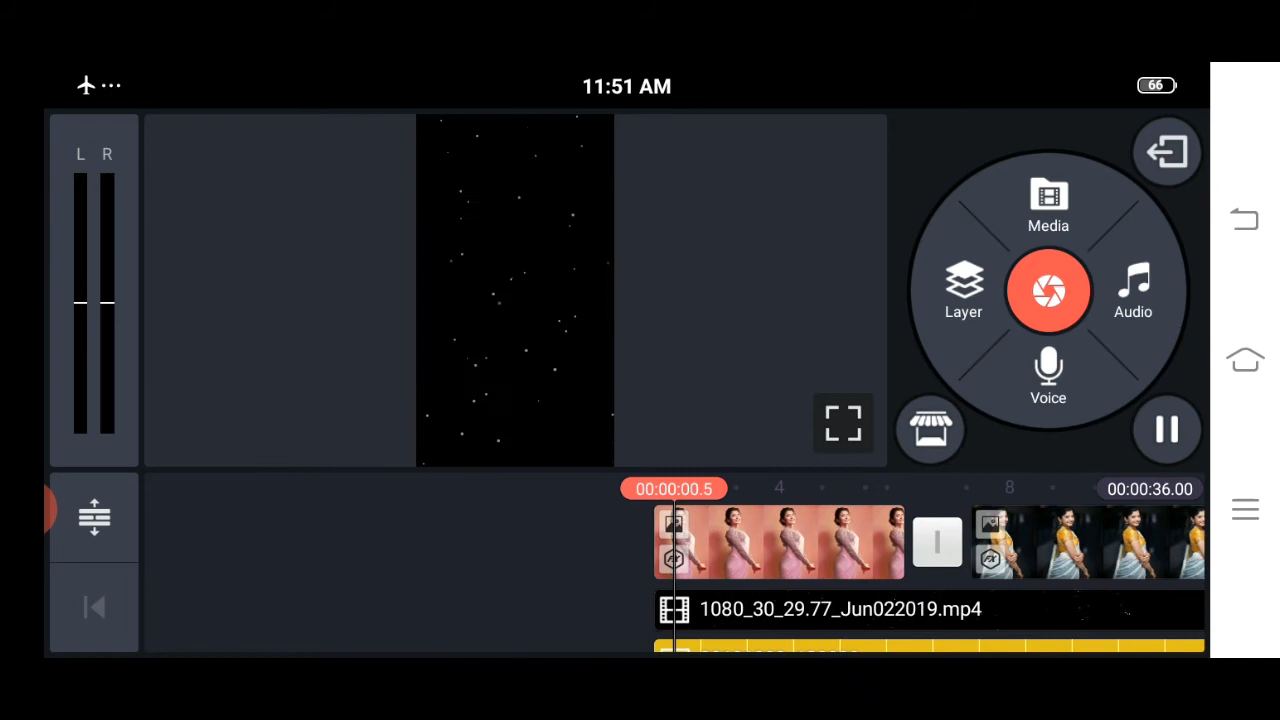 11:51 AM
66
L R
Media
Layer
Audio
Voice
00:00:00.5
4
8
00:00:36.00
1080_30_29.77_Jun022019.mp4